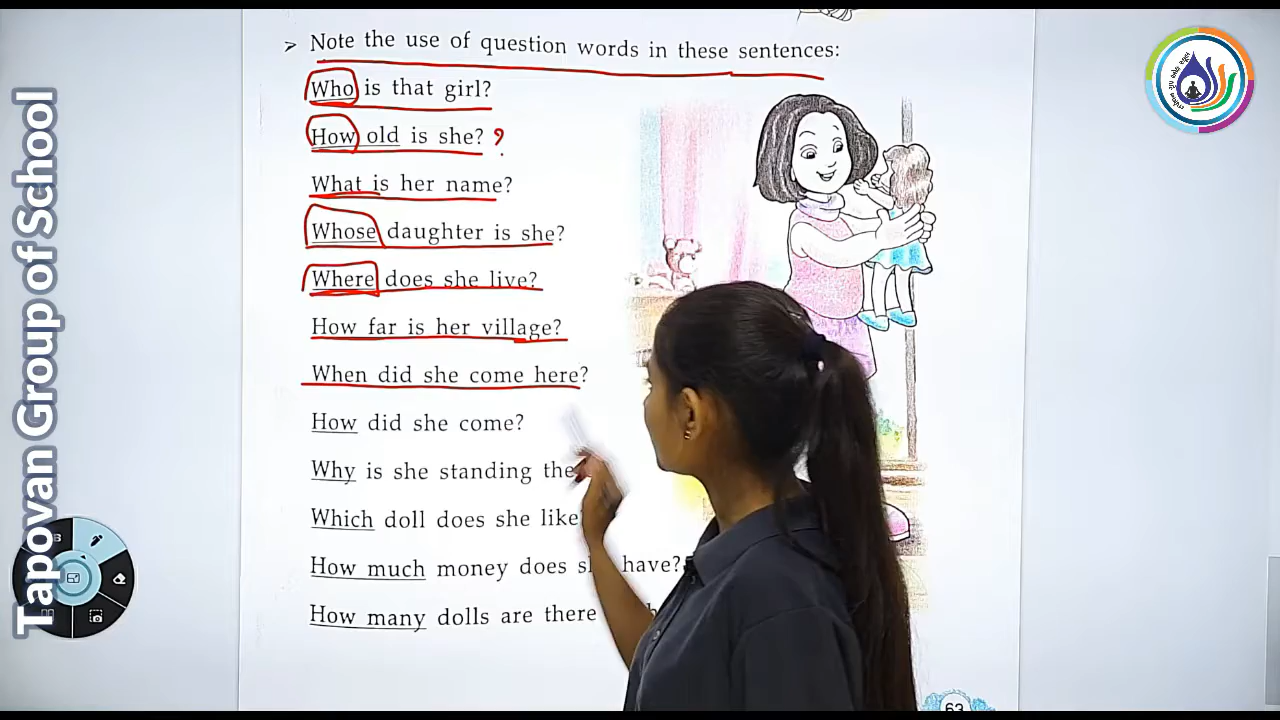 ➢ Note the use of question words in these sentences:
Who is that girl?
How old is she? ?
What is her name?
Whose daughter is she?
Where does she live?
How far is her village?
When did she come here?
How did she come?
Why is she standing
Which doll does she like
How much money does have?
How many dolls are there
63
Tapovan Group of School